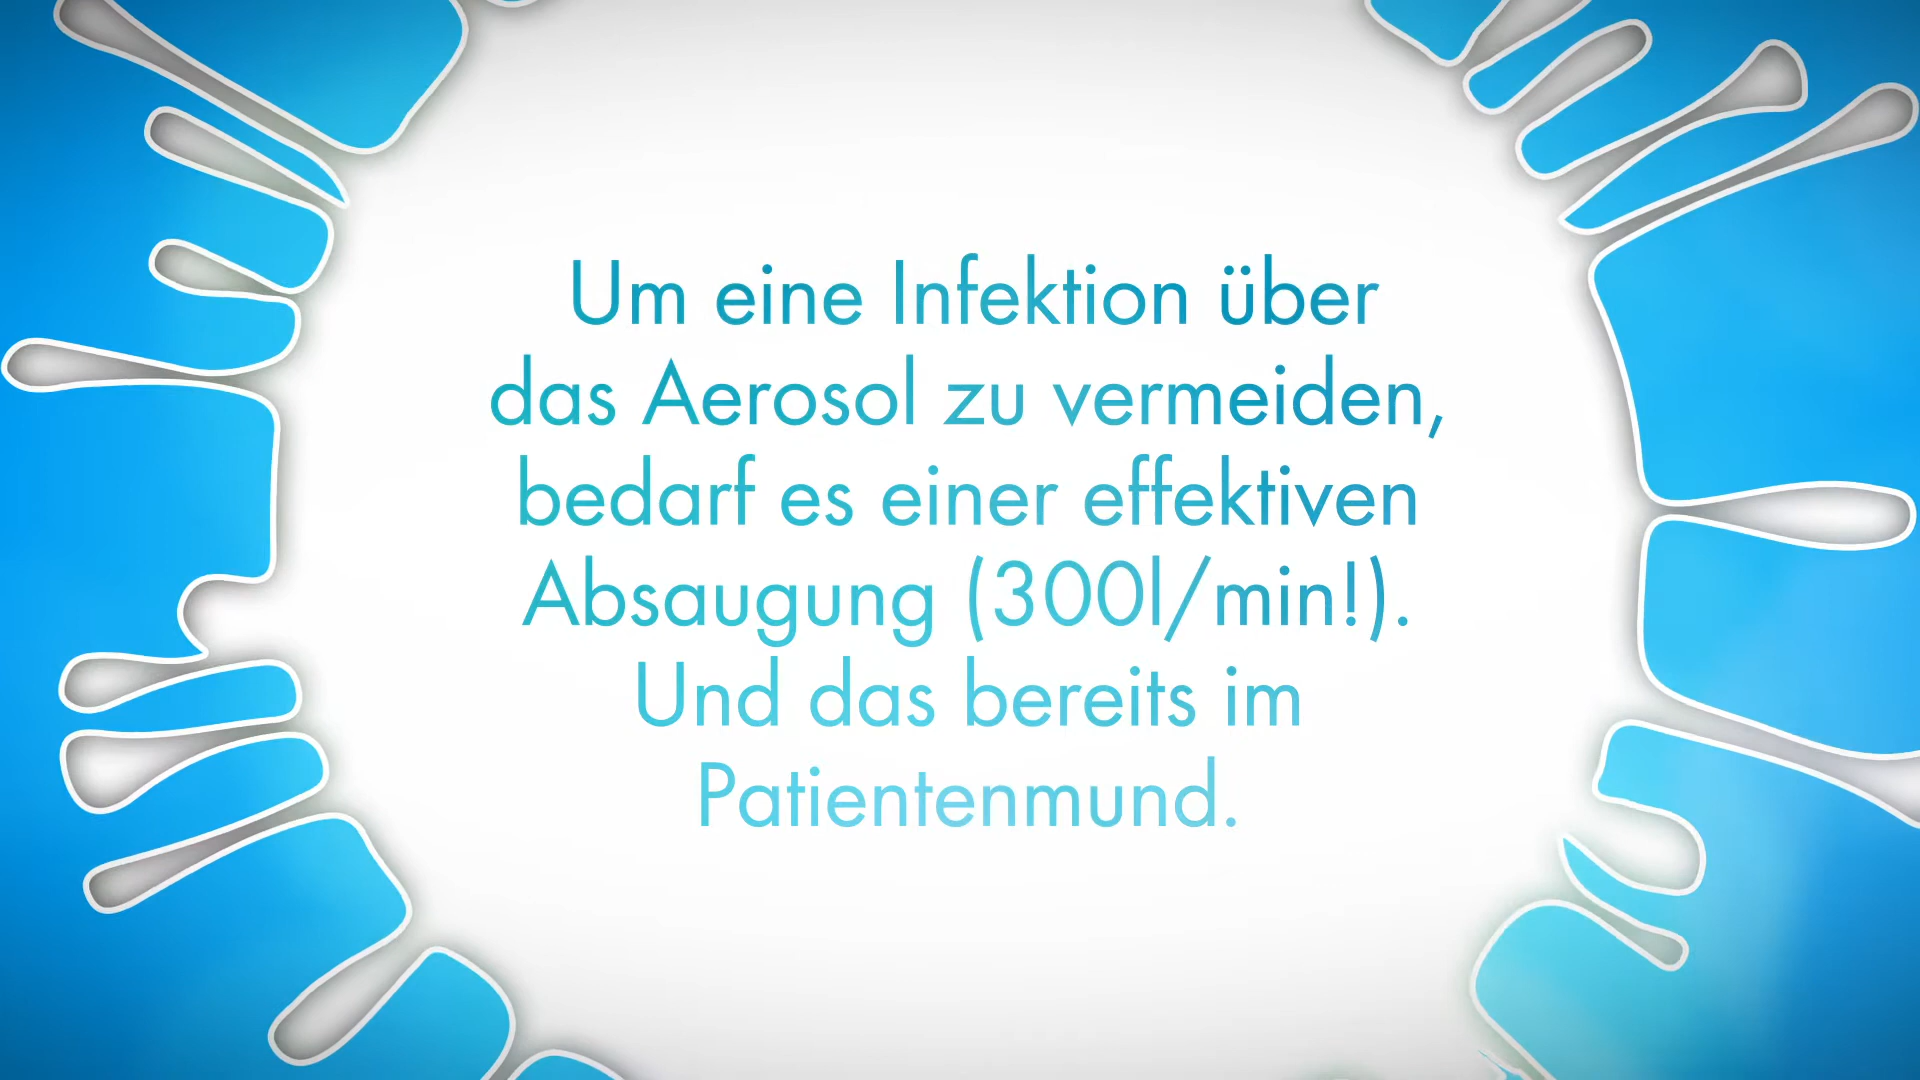 Um eine Infektion über
das Aerosol zu vermeiden,
bedarf es einer effektiven
Absaugung (300l/min!).
Und das bereits im
Patientenmund.